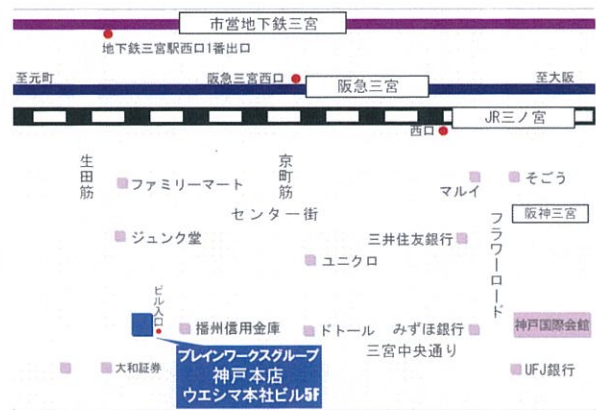 市営地下鉄三宮
地下鉄三宮駅西口1番出口
至元町
阪急三宮西口
阪急三宮
至大阪
JR三ノ宮
西口
生田筋
京町筋
ファミリーマート
マルイ
そごう
センター街
阪神三宮
フラワーロード
ジュンク堂
三井住友銀行
ユニクロ
ビル入口
播州信用金庫
ドトール
みずほ銀行
神戸国際会館
三宮中央通り
ブレインワークスグループ
神戸本店
ウエシマ本社ビル5F
大和証券
UFJ銀行